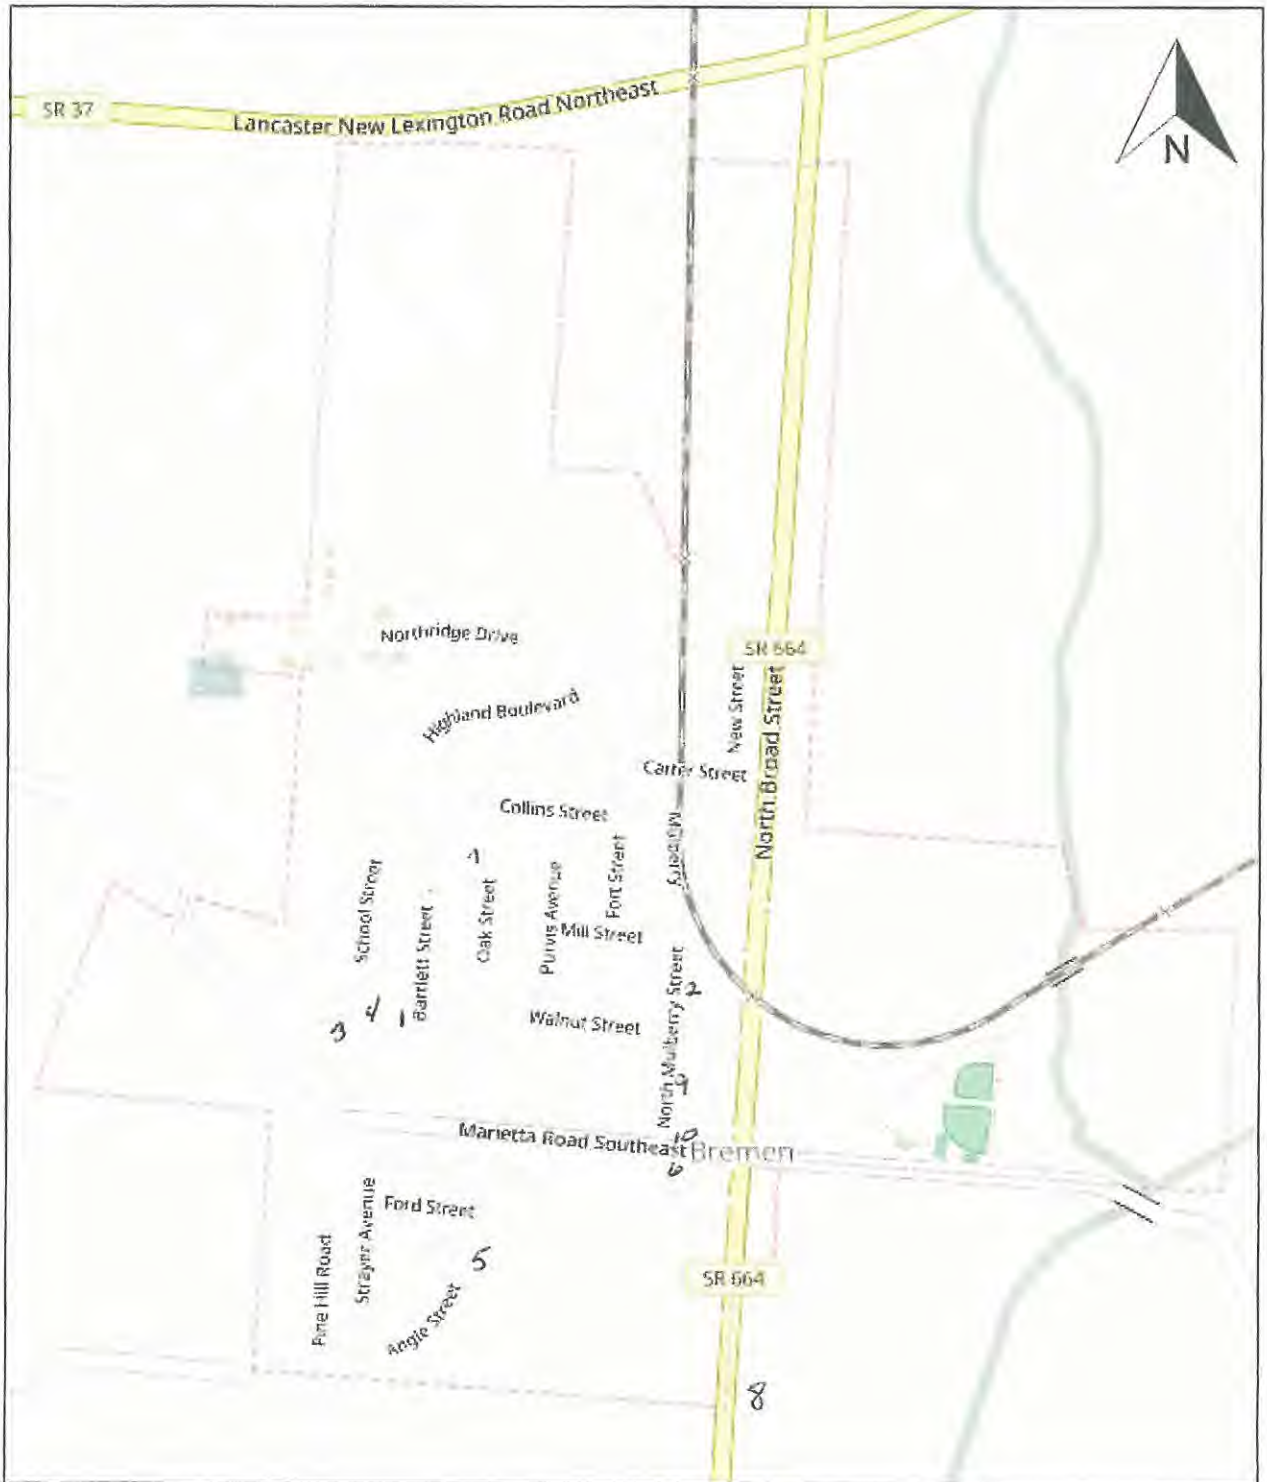 SR 37
Lancaster New Lexington Road Northeast
N
Northridge Drive
SR 664
New Street
North Broad Street
Highland Boulevard
Carter Street
Collins Street
Mulberry
Fort Street
School Street
Oak Street
Purvis Avenue
Mill Street
Bartlett Street
North Mulberry Street
2
3
4
1
Walnut Street
9
10
Marietta Road Southeast
Bremen
6
Strayer Avenue
Ford Street
5
Pine Hill Road
Angle Street
SR 664
8